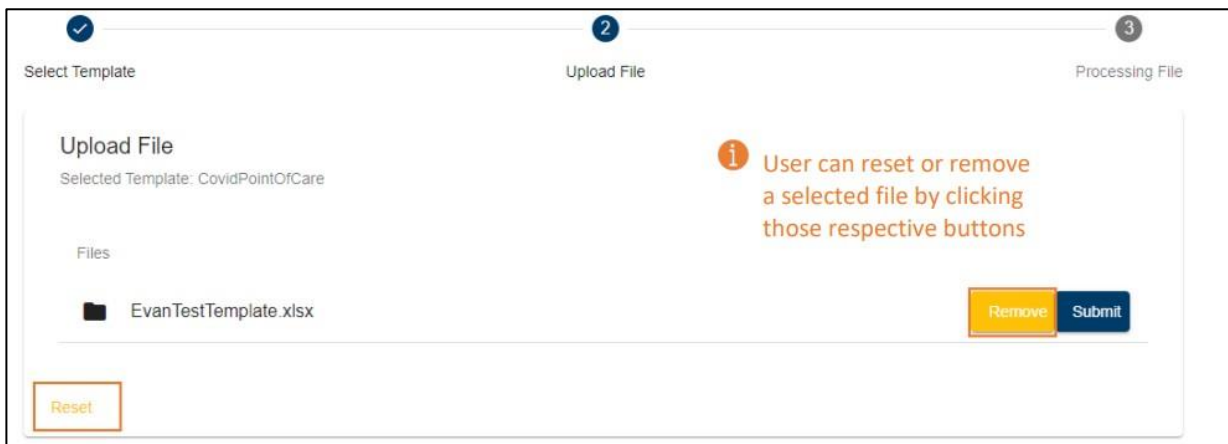 2 3
Select Template Upload File Processing File
Upload File
Selected Template: CovidPointOfCare
i User can reset or remove
a selected file by clicking
those respective buttons
Files
EvanTestTemplate.xlsx Remove Submit
Reset